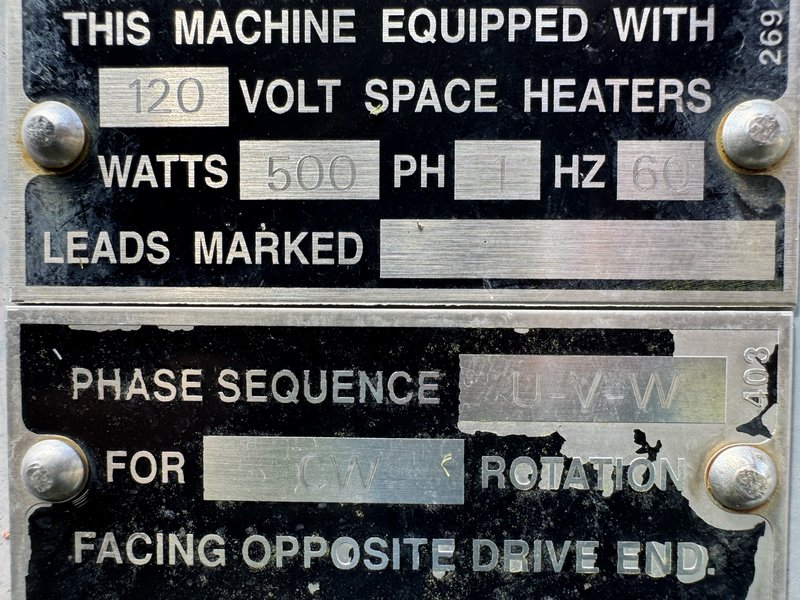 THIS MACHINE EQUIPPED WITH
269
120 VOLT SPACE HEATERS
WATTS 500 PH 1 HZ 60
LEADS MARKED
PHASE SEQUENCE U-V-W
403
FOR CW ROTATION
FACING OPPOSITE DRIVE END.